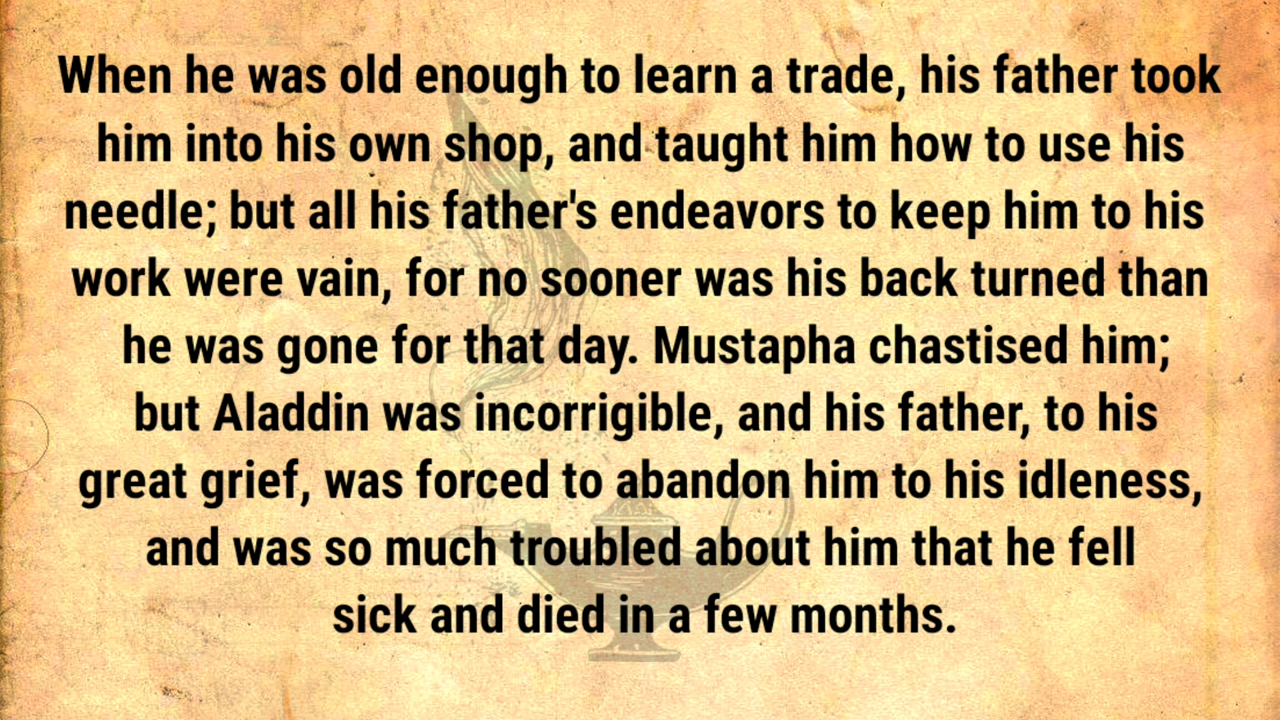 When he was old enough to learn a trade, his father took
him into his own shop, and taught him how to use his
needle; but all his father's endeavors to keep him to his
work were vain, for no sooner was his back turned than
he was gone for that day. Mustapha chastised him;
but Aladdin was incorrigible, and his father, to his
great grief, was forced to abandon him to his idleness,
and was so much troubled about him that he fell
sick and died in a few months.